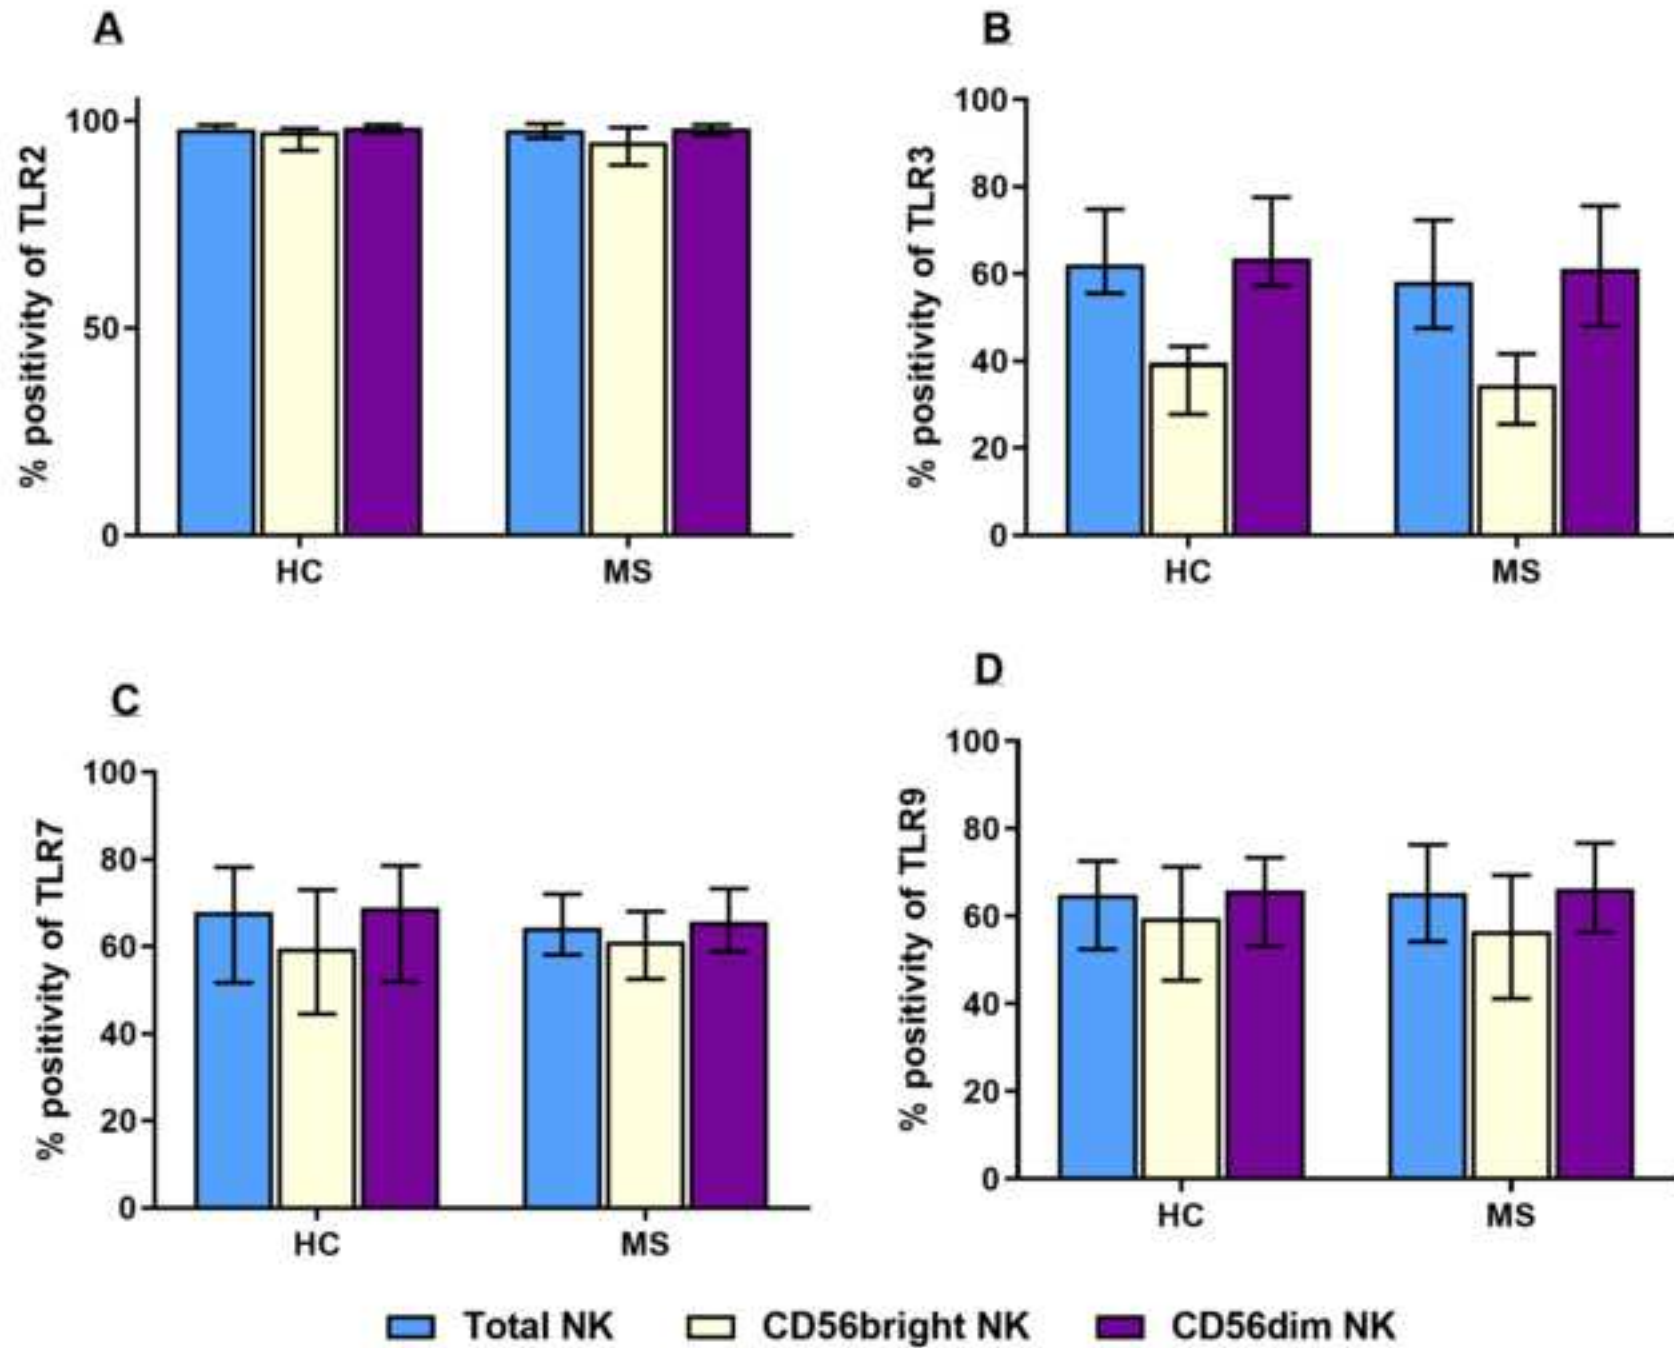 A
% positivity of TLR2
100
50
0
HC MS
B
% positivity of TLR3
100
80
60
40
20
0
HC MS
C
% positivity of TLR7
100
80
60
40
20
0
HC MS
D
% positivity of TLR9
100
80
60
40
20
0
HC MS
Total NK CD56bright NK CD56dim NK